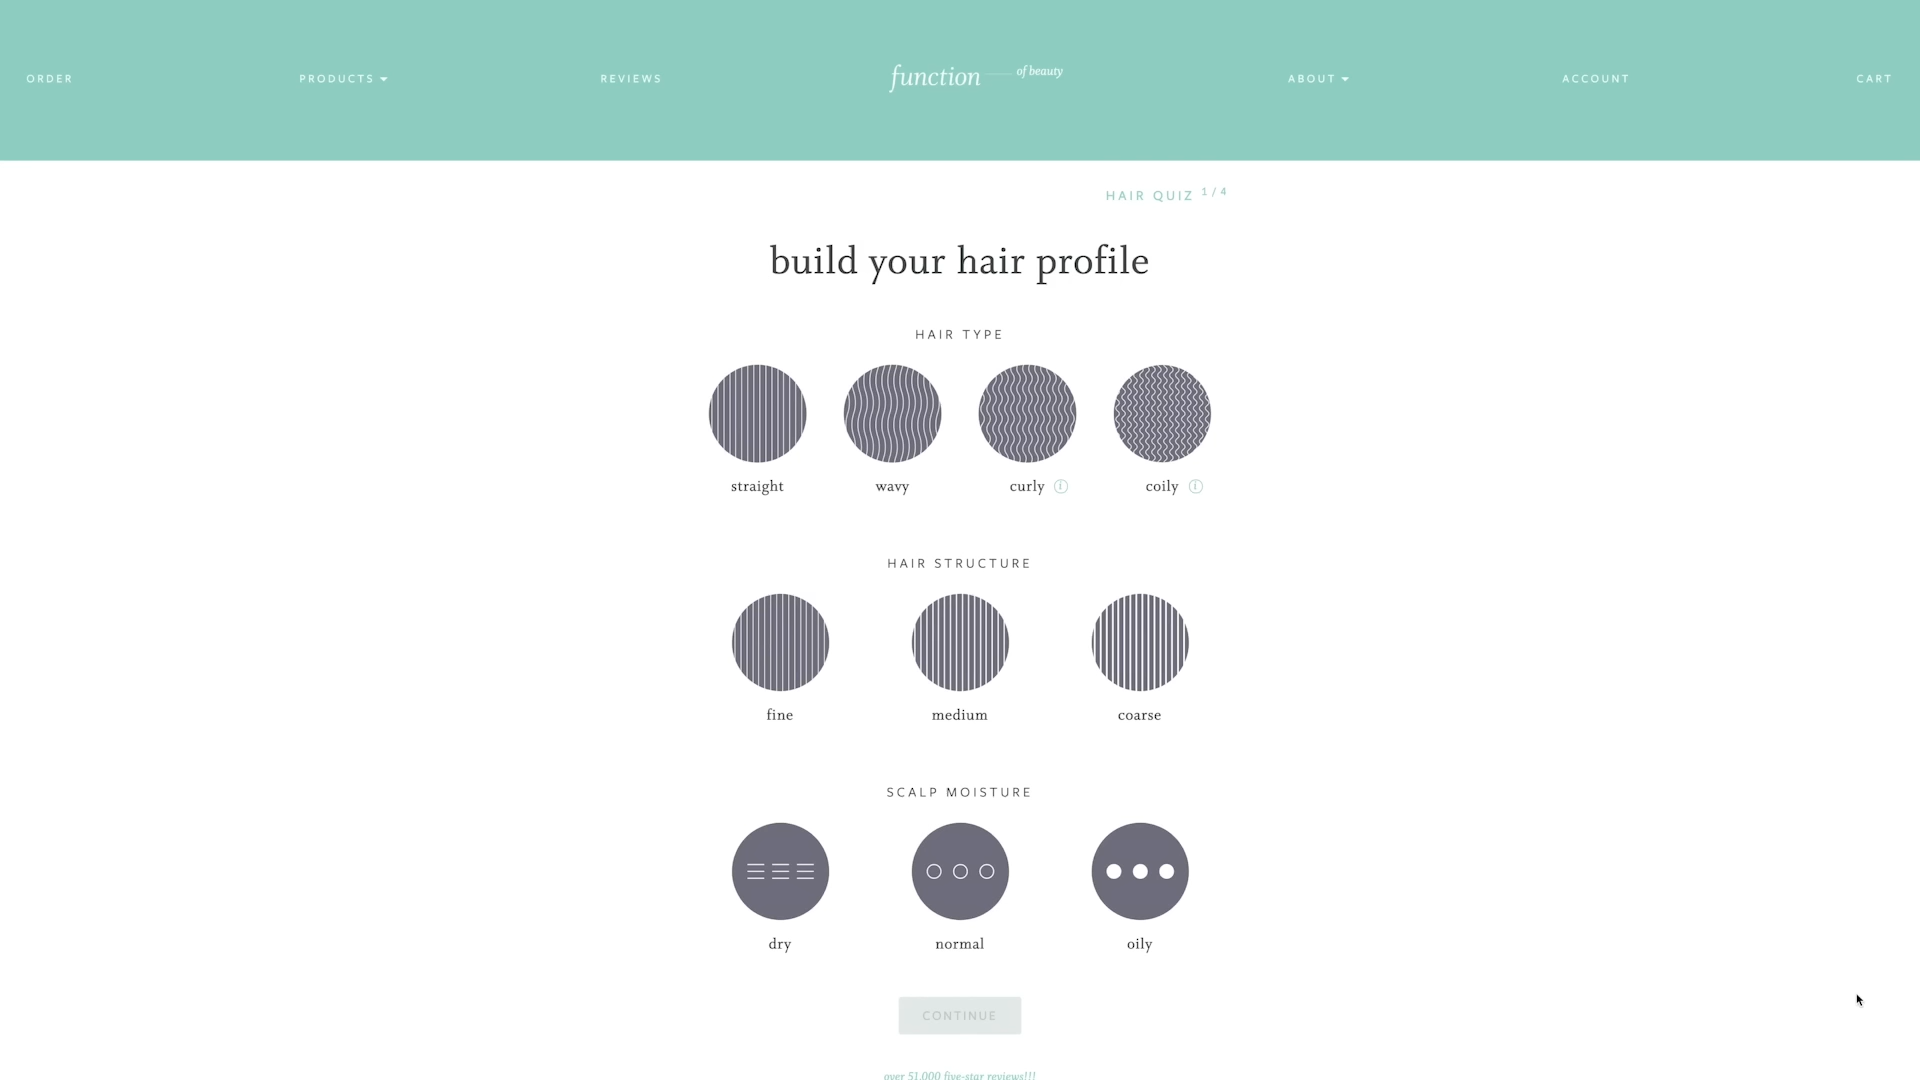 ORDER
PRODUCTS
REVIEWS
function of beauty
ABOUT
ACCOUNT
CART
HAIR QUIZ 1/4
build your hair profile
HAIR TYPE
straight
wavy
curly i
coily i
HAIR STRUCTURE
fine
medium
coarse
SCALP MOISTURE
dry
normal
oily
CONTINUE
over 51,000 five-star reviews!!!